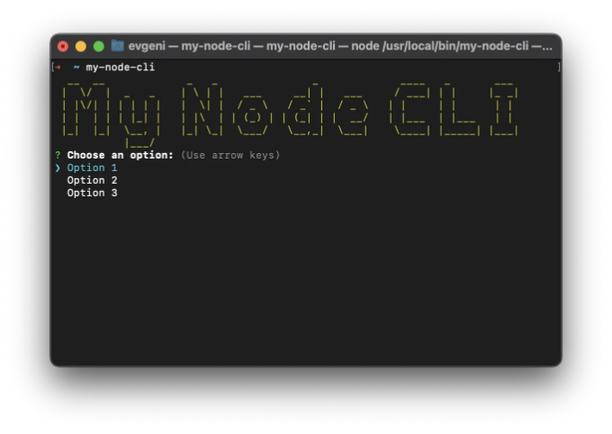 evgeni — my-node-cli — my-node-cli — node /usr/local/bin/my-node-cli —...
[➜ ~ my-node-cli ]
My Node CLI
? Choose an option: (Use arrow keys)
❯ Option 1
Option 2
Option 3